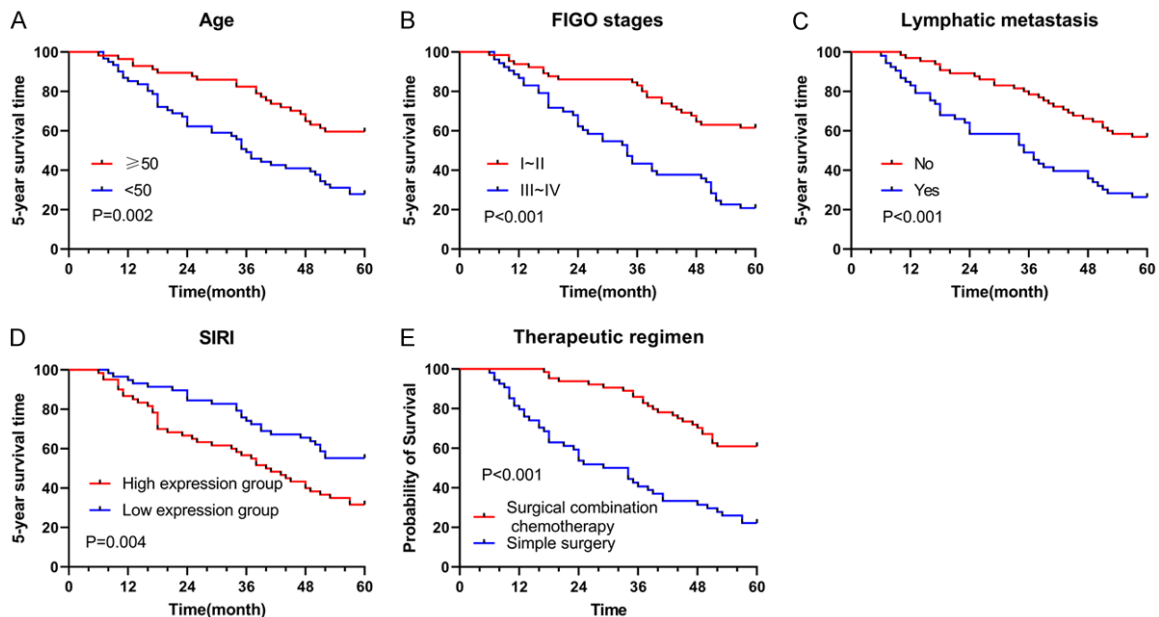 A
Age
5-year survival time
100
80
60
40
20
0
≥50
<50
P=0.002
0 12 24 36 48 60
Time(month)
B
FIGO stages
5-year survival time
100
80
60
40
20
0
I~II
III~IV
P<0.001
0 12 24 36 48 60
Time(month)
C
Lymphatic metastasis
5-year survival time
100
80
60
40
20
0
No
Yes
P<0.001
0 12 24 36 48 60
Time(month)
D
SIRI
5-year survival time
100
80
60
40
20
0
High expression group
Low expression group
P=0.004
0 12 24 36 48 60
Time(month)
E
Therapeutic regimen
Probability of Survival
100
80
60
40
20
0
P<0.001
Surgical combination
chemotherapy
Simple surgery
0 12 24 36 48 60
Time